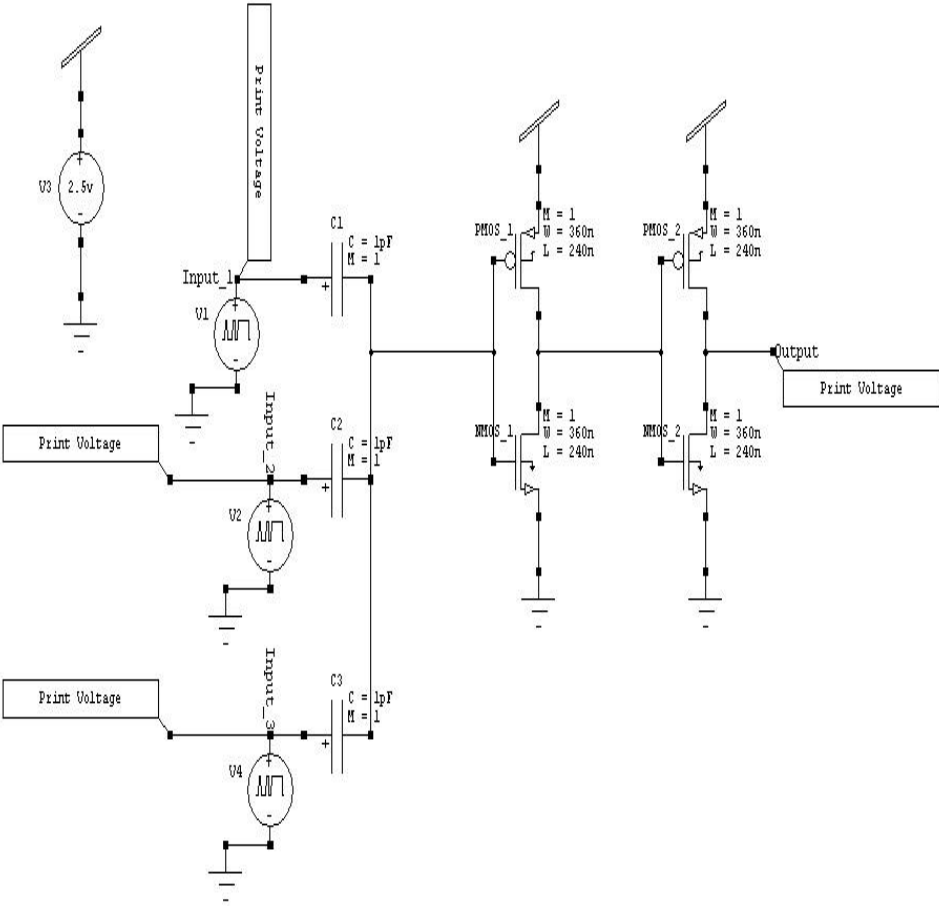 Print Voltage
V3
2.5v
+
-
Input_1
V1
+
-
C1
C = 1pF
M = 1
+
PMOS_1
M = 1
W = 360n
L = 240n
PMOS_2
M = 1
W = 360n
L = 240n
Output
Print Voltage
Print Voltage
Input_2
V2
+
-
C2
C = 1pF
M = 1
+
NMOS_1
M = 1
W = 360n
L = 240n
NMOS_2
M = 1
W = 360n
L = 240n
Print Voltage
Input_3
V4
+
-
C3
C = 1pF
M = 1
+